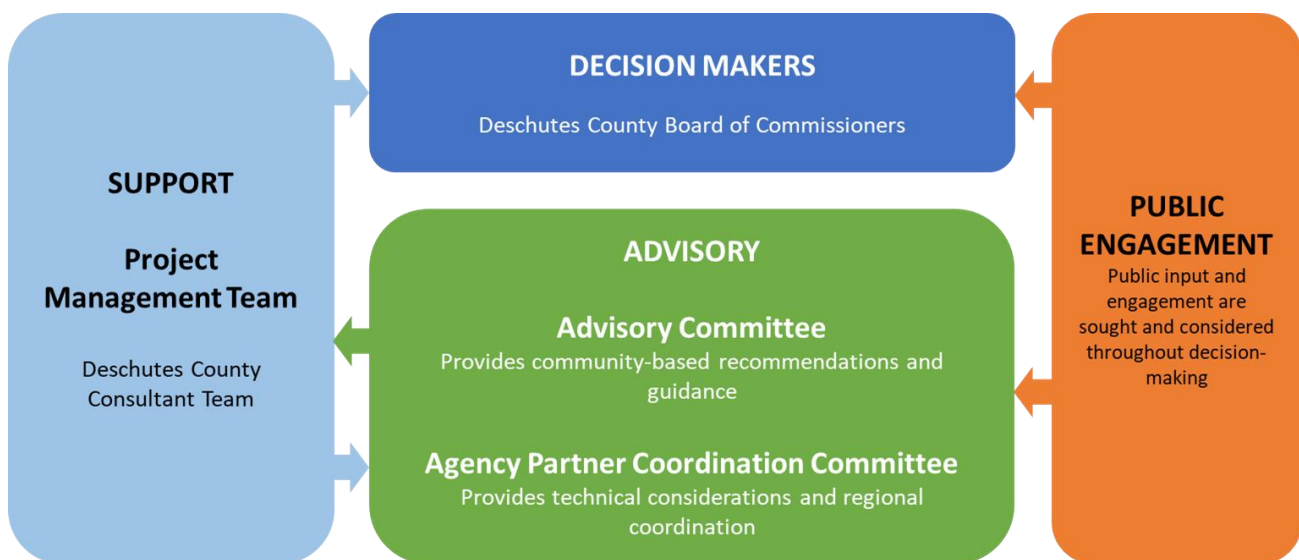 SUPPORT
Project
Management Team
Deschutes County
Consultant Team
DECISION MAKERS
Deschutes County Board of Commissioners
ADVISORY
Advisory Committee
Provides community-based recommendations and
guidance
Agency Partner Coordination Committee
Provides technical considerations and regional
coordination
PUBLIC
ENGAGEMENT
Public input and
engagement are
sought and considered
throughout decision-
making